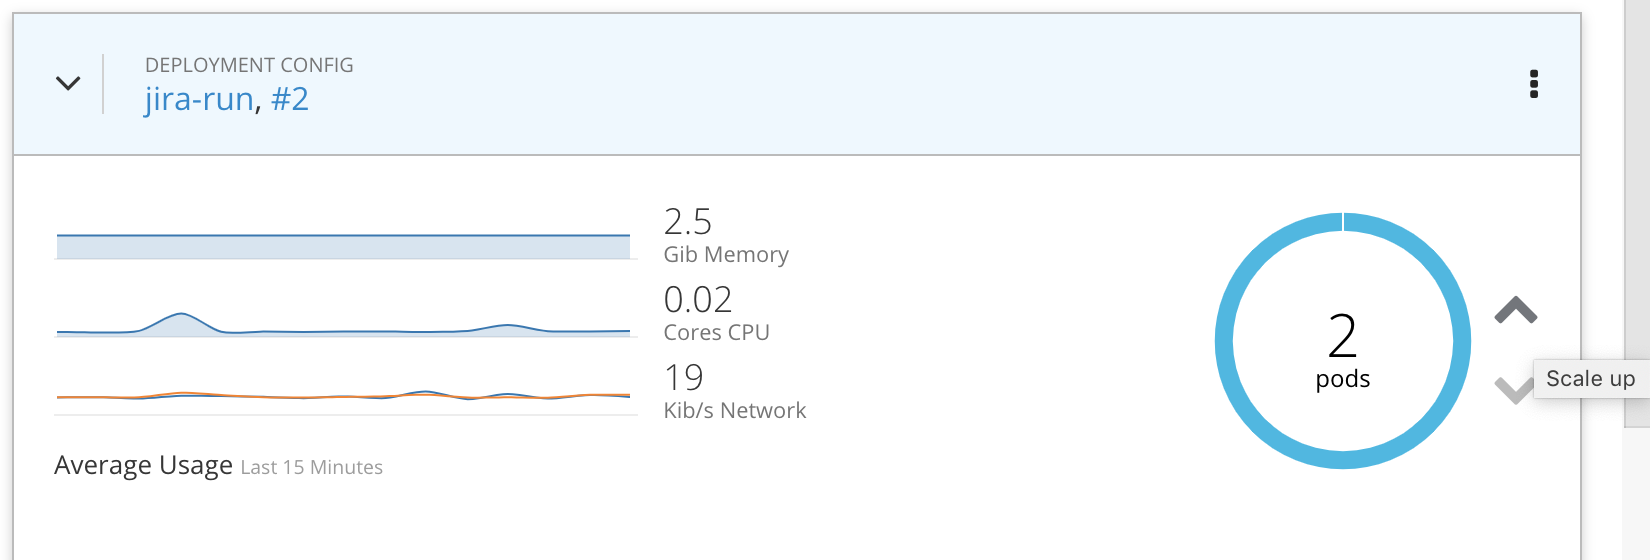 DEPLOYMENT CONFIG
jira-run, #2
2.5
Gib Memory
0.02
Cores CPU
19
Kib/s Network
Average Usage Last 15 Minutes
2
pods
Scale up